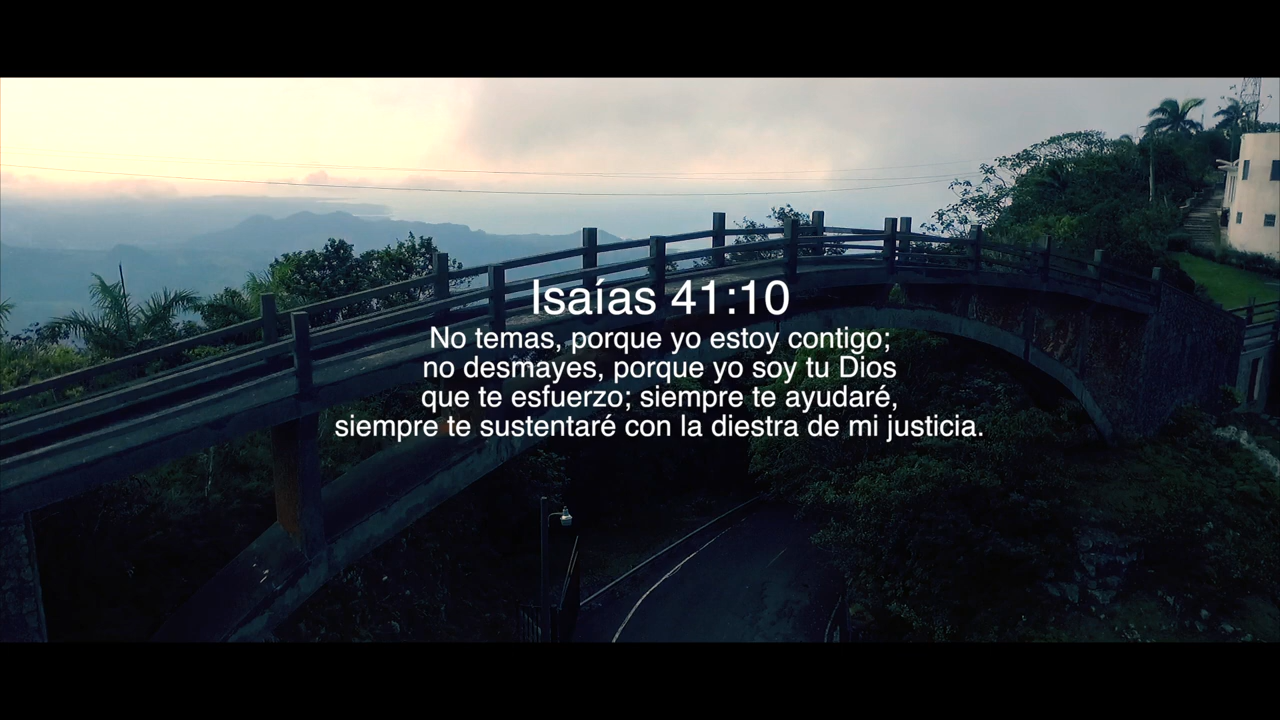 Isaías 41:10
No temas, porque yo estoy contigo;
no desmayes, porque yo soy tu Dios
que te esfuerzo; siempre te ayudaré,
siempre te sustentaré con la diestra de mi justicia.